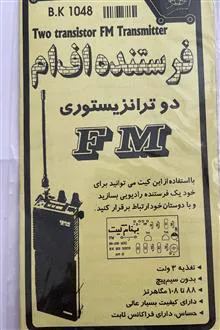 B.K 1048
Two transistor FM Transmitter
فرستنده اف ام
دو ترانزیستوری
FM
با استفاده از این کیت می توانید برای
خود یک فرستنده رادیویی بسازید
و با دوستان خود ارتباط برقرار کنید.
بهنام کیت
تغذیه ۳ ولت
بدون سیم‌پیچ
۸۸ تا ۱۰۸ مگاهرتز
دارای کیفیت بسیار عالی
حساس، دارای فرکانس ثابت